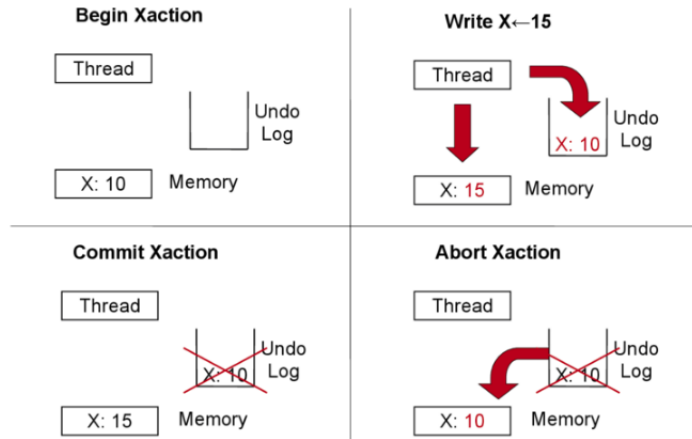 Begin Xaction
Thread
Undo
Log
X: 10
Memory
Write X←15
Thread
Undo
Log
X: 10
X: 15
Memory
Commit Xaction
Thread
Undo
Log
X: 10
X: 15
Memory
Abort Xaction
Thread
Undo
Log
X: 10
X: 10
Memory